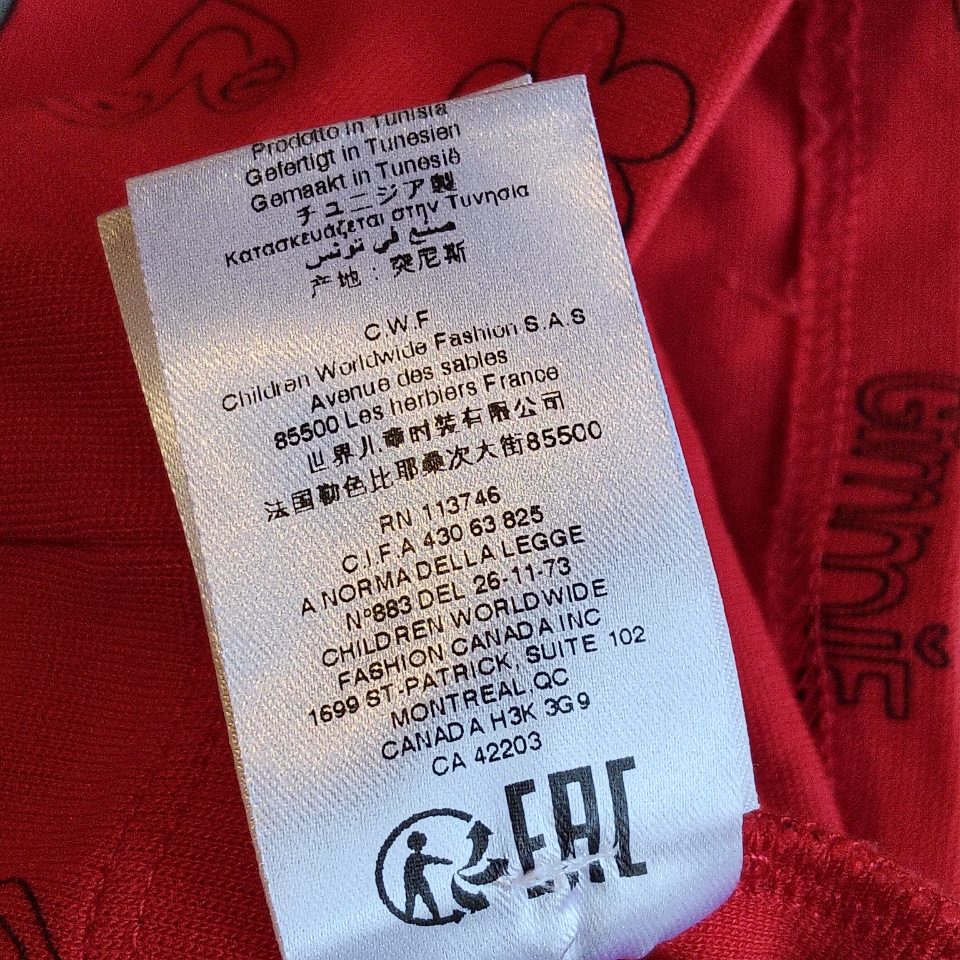 Prodotto in Tunisia
Gefertigt in Tunesien
Gemaakt in Tunesië
チュニジア製
Κατασκευάζεται στην Τυνησία
صنع في تونس
产地：突尼斯
C.W.F
Children Worldwide Fashion S.A.S
Avenue des sables
85500 Les herbiers France
世界儿童时装有限公司
法国勒色比耶桑次大街85500
RN 113746
C.I.F.A 430 63 825
A NORMA DELLA LEGGE
Nº883 DEL 26-11-73
CHILDREN WORLDWIDE
FASHION CANADA INC
1699 ST-PATRICK, SUITE 102
MONTREAL QC
CANADA H3K 3G9
CA 42203
EAC